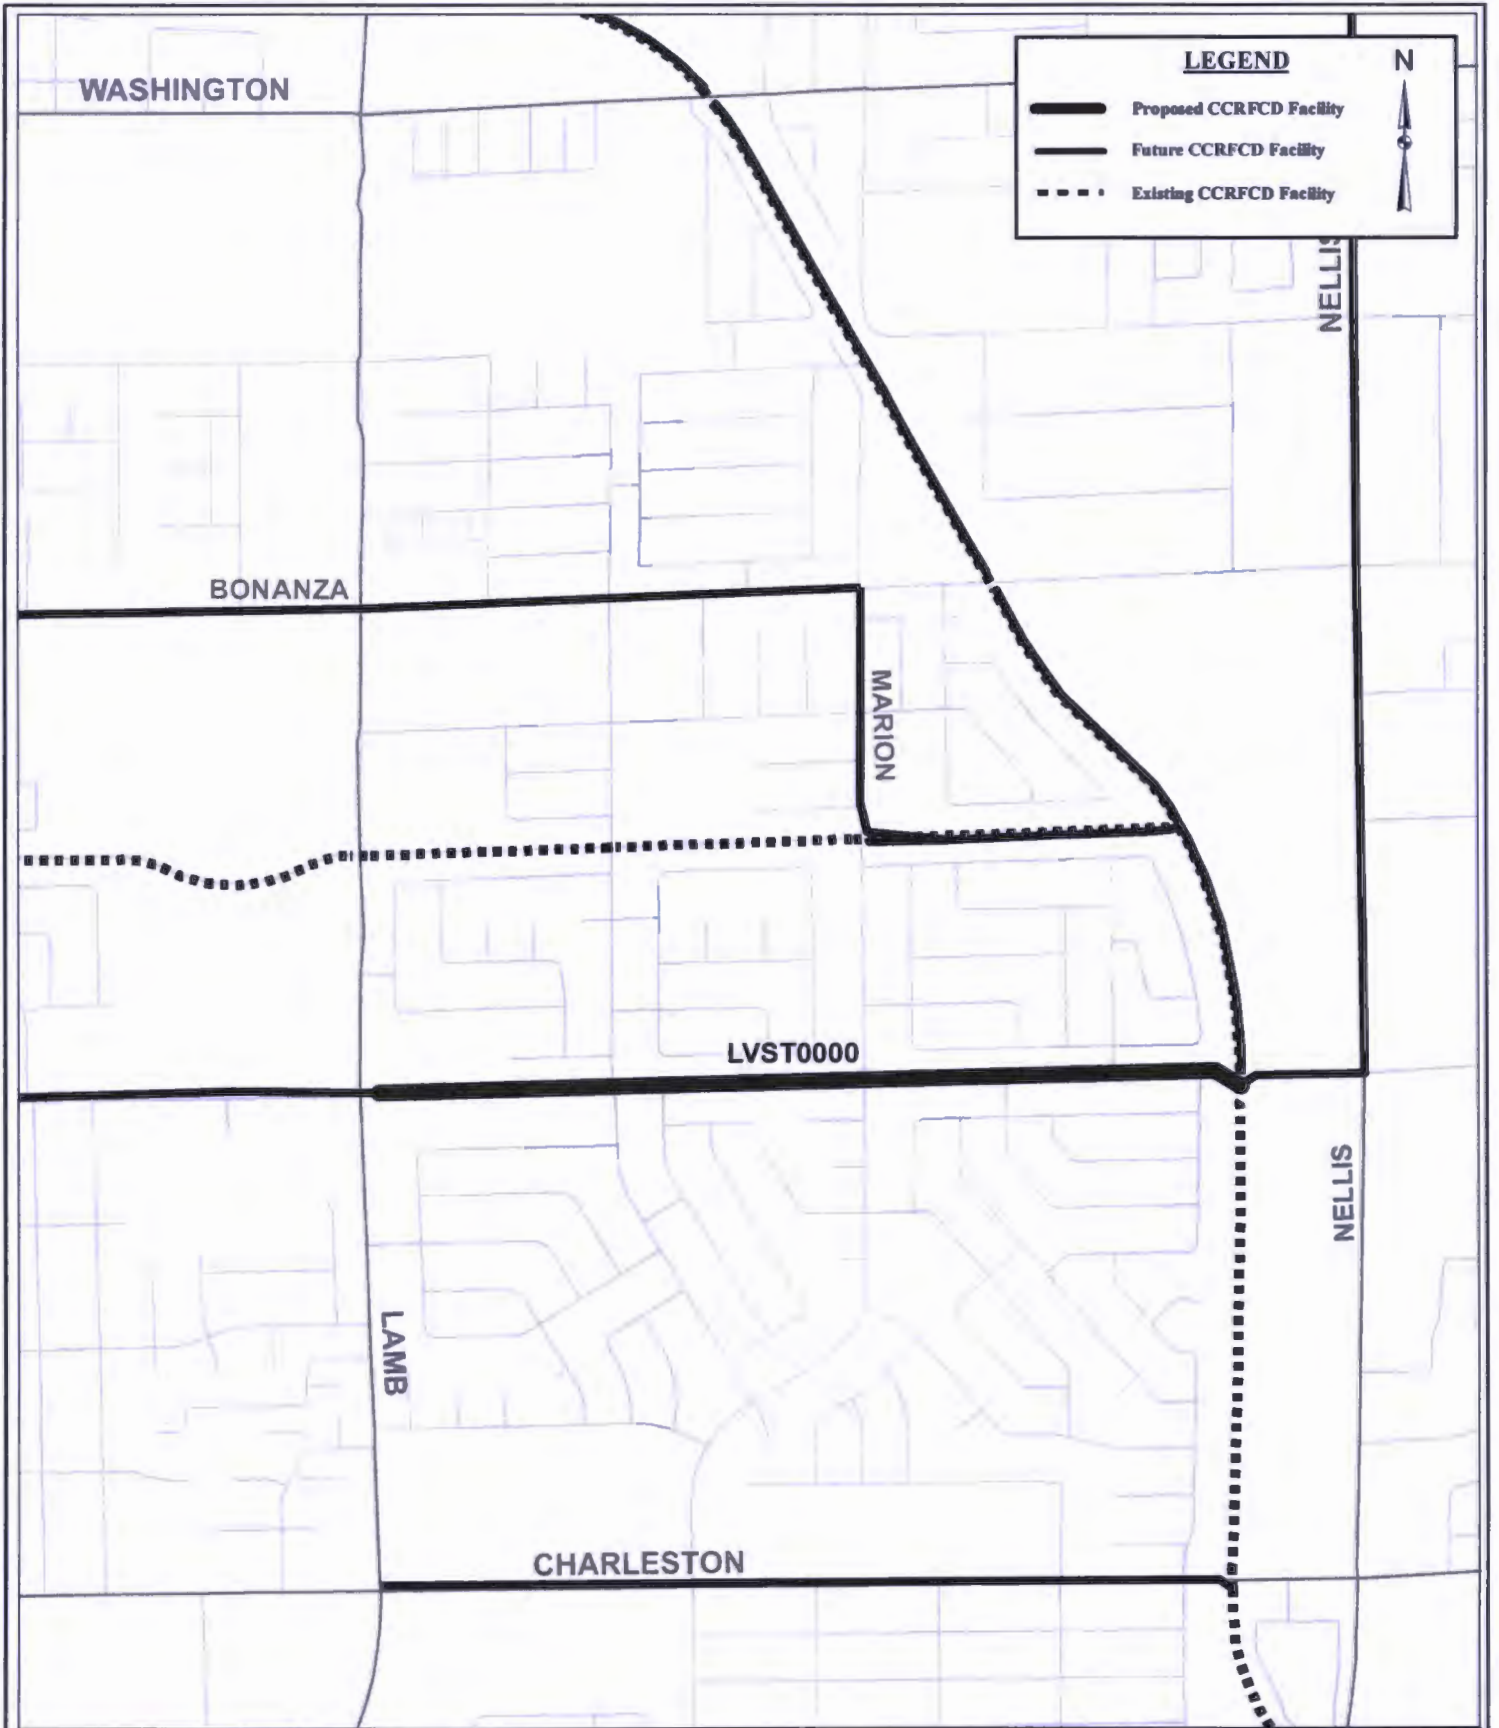 WASHINGTON
LEGEND
N
Proposed CCRFCD Facility
Future CCRFCD Facility
Existing CCRFCD Facility
NELLIS
BONANZA
MARION
LVST0000
NELLIS
LAMB
CHARLESTON